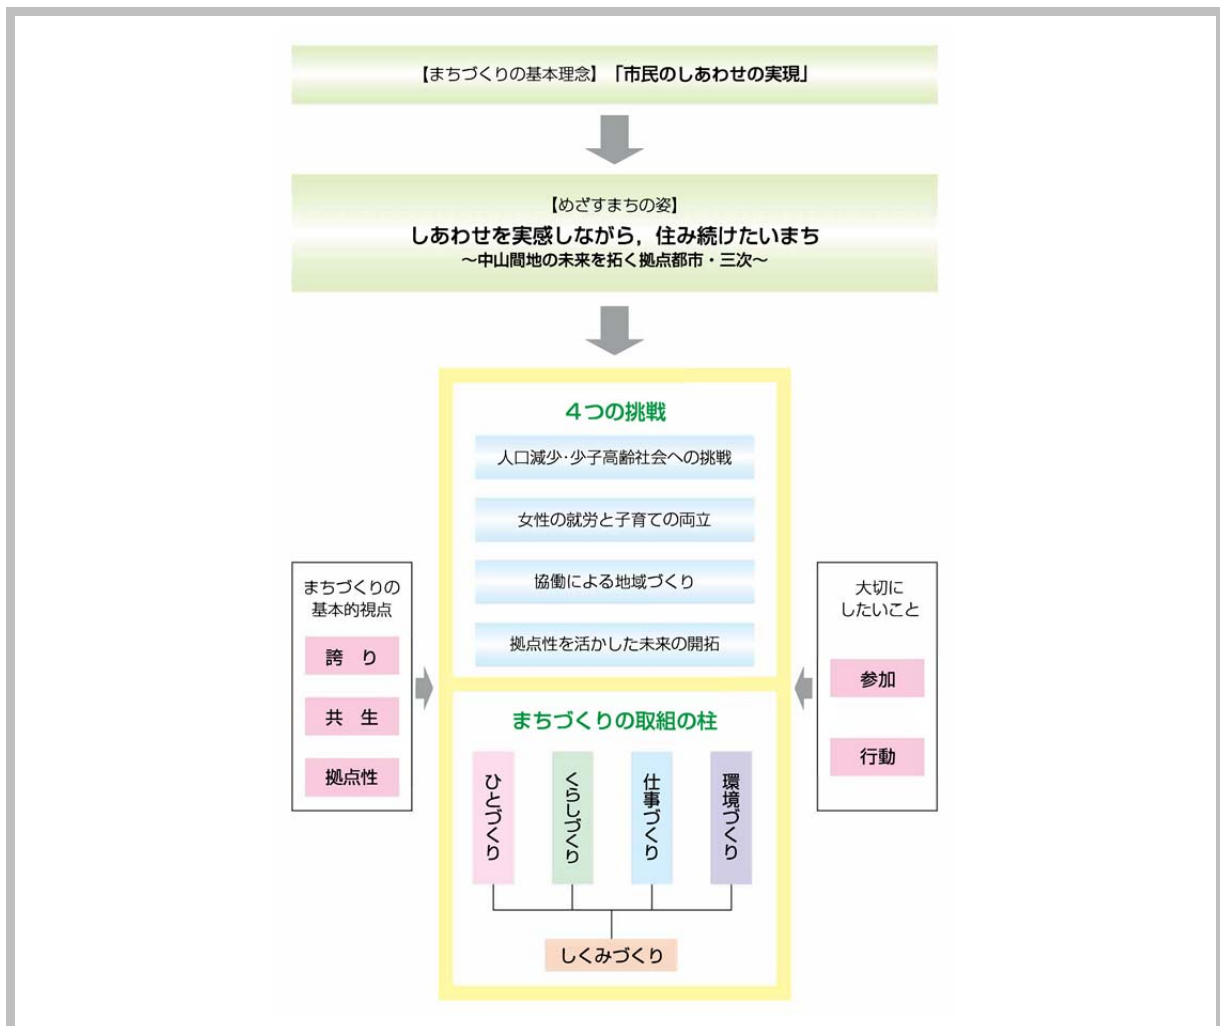 【まちづくりの基本理念】「市民のしあわせの実現」
【めざすまちの姿】
しあわせを実感しながら，住み続けたいまち
～中山間地の未来を拓く拠点都市・三次～
4つの挑戦
人口減少･少子高齢社会への挑戦
女性の就労と子育ての両立
協働による地域づくり
拠点性を活かした未来の開拓
まちづくりの
基本的視点
誇　り
共　生
拠点性
大切に
したいこと
参加
行動
まちづくりの取組の柱
ひとづくり
くらしづくり
仕事づくり
環境づくり
しくみづくり